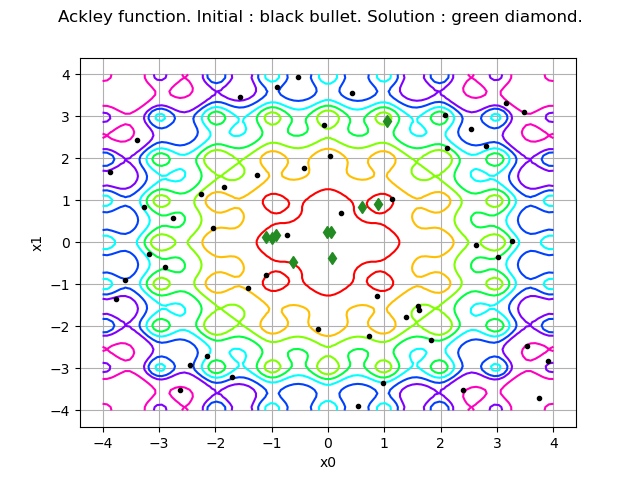 Ackley function. Initial : black bullet. Solution : green diamond.
4
3
2
1
0
−1
−2
−3
−4
x1
−4 −3 −2 −1 0 1 2 3 4
x0